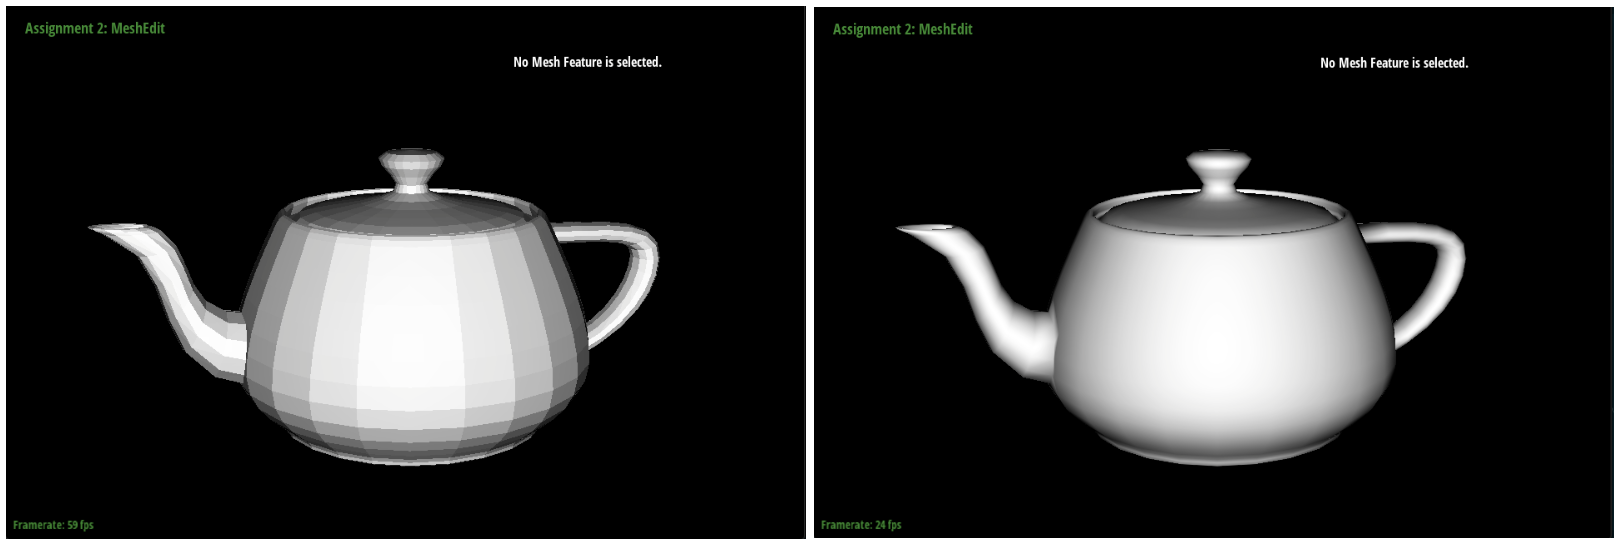 Assignment 2: MeshEdit
No Mesh Feature is selected.
Framerate: 59 fps
Assignment 2: MeshEdit
No Mesh Feature is selected.
Framerate: 24 fps